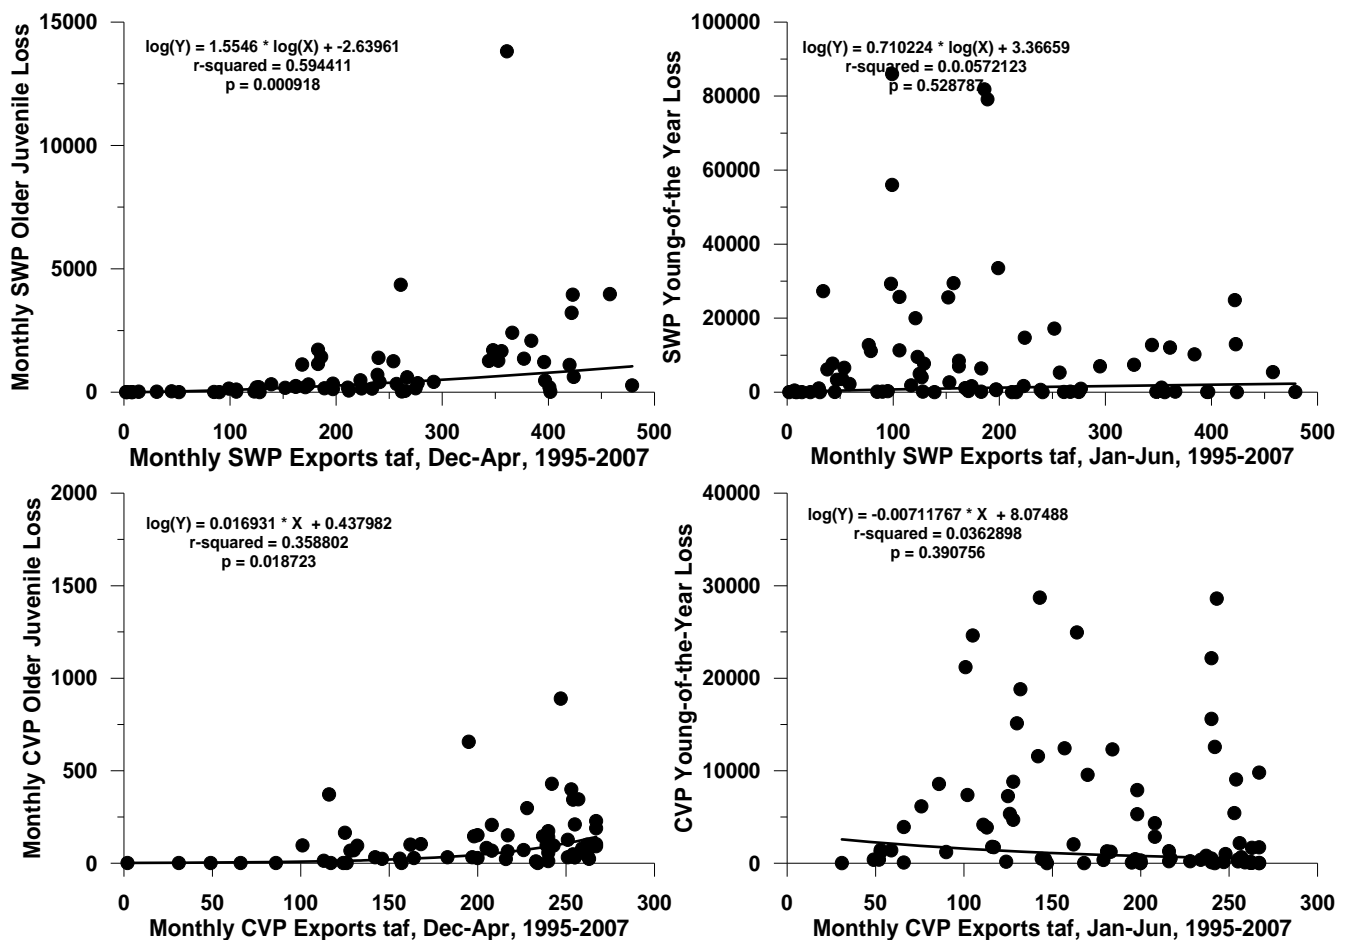 Monthly SWP Older Juvenile Loss
15000
10000
5000
0
log(Y) = 1.5546 * log(X) + -2.63961
r-squared = 0.594411
p = 0.000918
0 100 200 300 400 500
Monthly SWP Exports taf, Dec-Apr, 1995-2007
SWP Young-of-the Year Loss
100000
80000
60000
40000
20000
0
log(Y) = 0.710224 * log(X) + 3.36659
r-squared = 0.0.0572123
p = 0.528787
0 100 200 300 400 500
Monthly SWP Exports taf, Jan-Jun, 1995-2007
Monthly CVP Older Juvenile Loss
2000
1500
1000
500
0
log(Y) = 0.016931 * X + 0.437982
r-squared = 0.358802
p = 0.018723
0 50 100 150 200 250 300
Monthly CVP Exports taf, Dec-Apr, 1995-2007
CVP Young-of-the-Year Loss
40000
30000
20000
10000
0
log(Y) = -0.00711767 * X + 8.07488
r-squared = 0.0362898
p = 0.390756
0 50 100 150 200 250 300
Monthly CVP Exports taf, Jan-Jun, 1995-2007